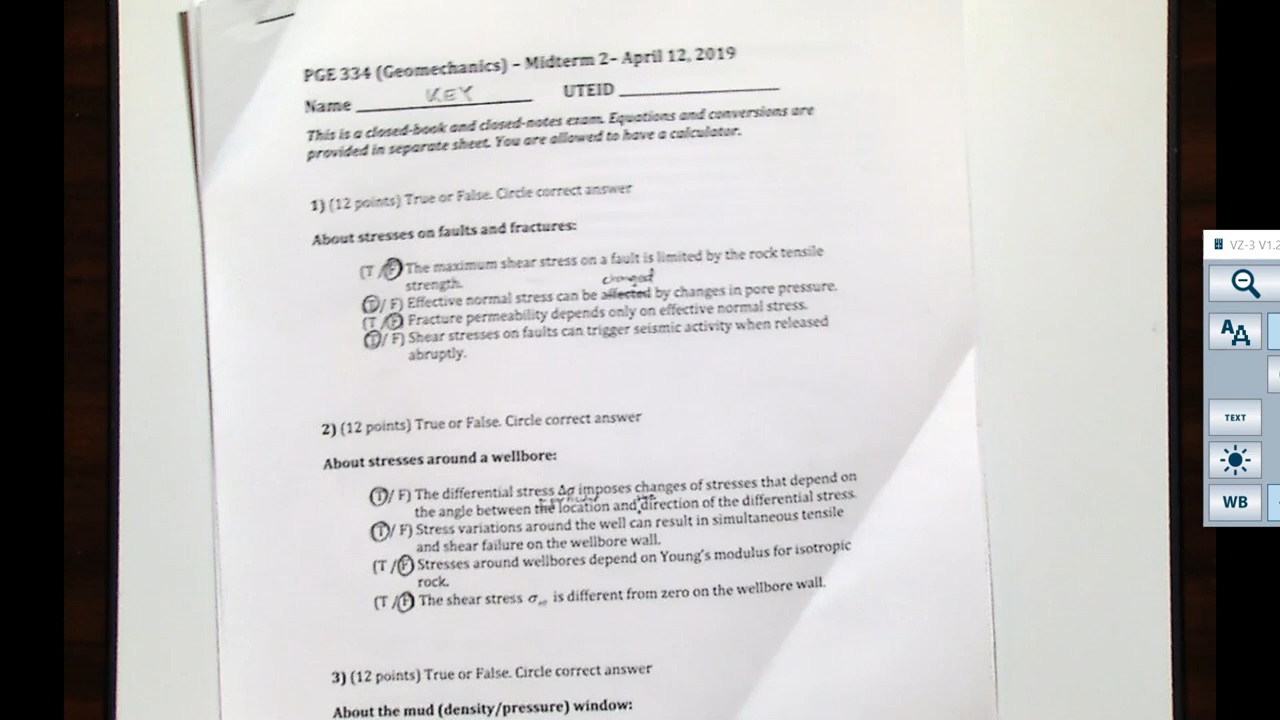 PGE 334 (Geomechanics) – Midterm 2– April 12, 2019
Name KEY UTEID
This is a closed-book and closed-notes exam. Equations and conversions are
provided in separate sheet. You are allowed to have a calculator.
1) (12 points) True or False. Circle correct answer
About stresses on faults and fractures:
(T / F) The maximum shear stress on a fault is limited by the rock tensile
strength.
changed
(T / F) Effective normal stress can be affected by changes in pore pressure.
(T / F) Fracture permeability depends only on effective normal stress.
(T / F) Shear stresses on faults can trigger seismic activity when released
abruptly.
2) (12 points) True or False. Circle correct answer
About stresses around a wellbore:
(T / F) The differential stress Δσ imposes changes of stresses that depend on
the angle between the location and direction of the differential stress.
(T / F) Stress variations around the well can result in simultaneous tensile
and shear failure on the wellbore wall.
(T / F) Stresses around wellbores depend on Young's modulus for isotropic
rock.
(T / F) The shear stress σ is different from zero on the wellbore wall.
3) (12 points) True or False. Circle correct answer
About the mud (density/pressure) window:
VZ-3 V1.2
AA
TEXT
WB